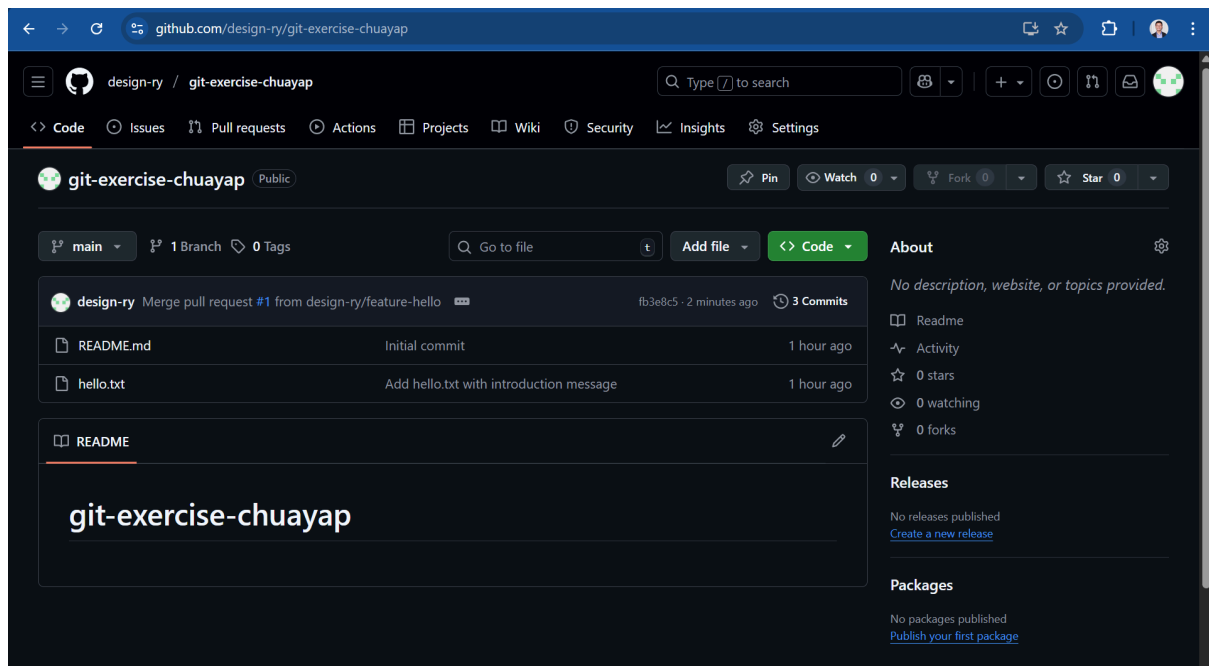 github.com/design-ry/git-exercise-chuayap
design-ry / git-exercise-chuayap
Type / to search
Code Issues Pull requests Actions Projects Wiki Security Insights Settings
git-exercise-chuayap Public
Pin Watch 0 Fork 0 Star 0
main 1 Branch 0 Tags Go to file t Add file Code
design-ry Merge pull request #1 from design-ry/feature-hello fb3e8c5 · 2 minutes ago 3 Commits
README.md Initial commit 1 hour ago
hello.txt Add hello.txt with introduction message 1 hour ago
README
git-exercise-chuayap
About
No description, website, or topics provided.
Readme
Activity
0 stars
0 watching
0 forks
Releases
No releases published
Create a new release
Packages
No packages published
Publish your first package